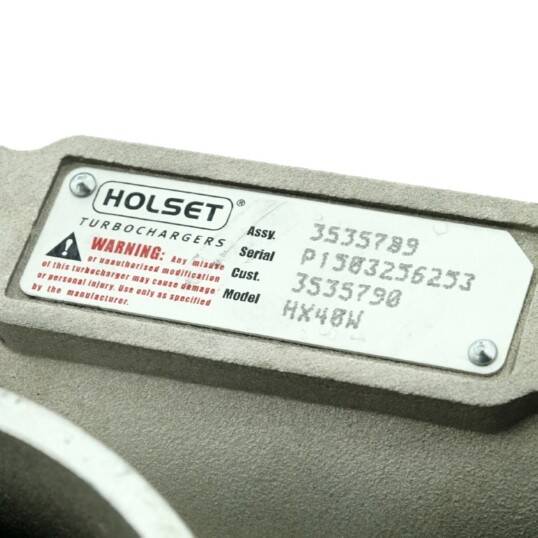 HOLSET®
TURBOCHARGERS
WARNING: Any misuse
or unauthorised modification
of this turbocharger may cause damage
or personal injury. Use only as specified
by the manufacturer.
Assy. 3535789
Serial P1503256253
Cust. 3535790
Model HX40W